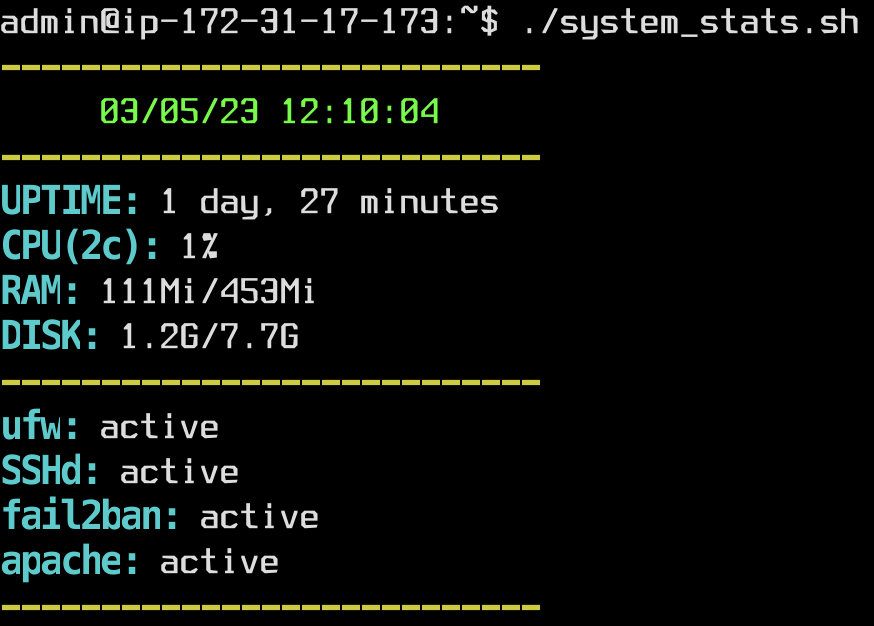 admin@ip-172-31-17-173:~$ ./system_stats.sh
---------------------------
03/05/23 12:10:04
---------------------------
UPTIME: 1 day, 27 minutes
CPU(2c): 1%
RAM: 111Mi/453Mi
DISK: 1.2G/7.7G
---------------------------
ufw: active
SSHd: active
fail2ban: active
apache: active
---------------------------